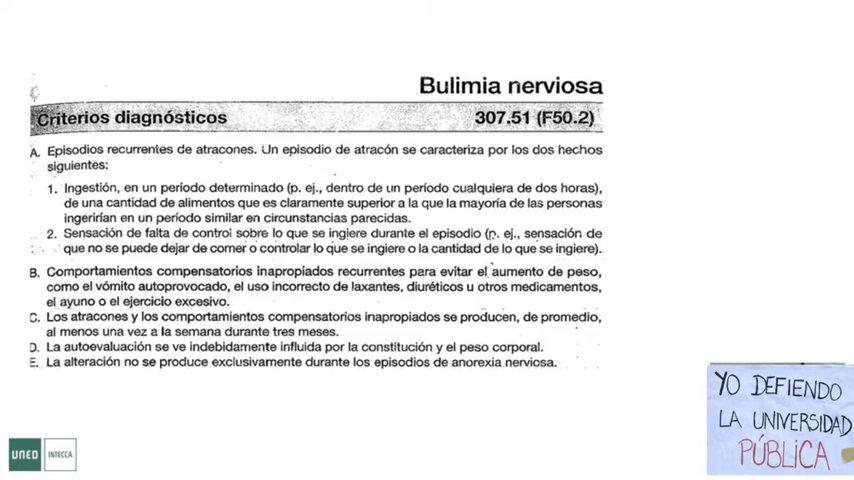 Bulimia nerviosa
Criterios diagnósticos 307.51 (F50.2)
A. Episodios recurrentes de atracones. Un episodio de atracón se caracteriza por los dos hechos
siguientes:
1. Ingestión, en un período determinado (p. ej., dentro de un período cualquiera de dos horas),
de una cantidad de alimentos que es claramente superior a la que la mayoría de las personas
ingerirían en un período similar en circunstancias parecidas.
2. Sensación de falta de control sobre lo que se ingiere durante el episodio (p. ej., sensación de
que no se puede dejar de comer o controlar lo que se ingiere o la cantidad de lo que se ingiere).
B. Comportamientos compensatorios inapropiados recurrentes para evitar el aumento de peso,
como el vómito autoprovocado, el uso incorrecto de laxantes, diuréticos u otros medicamentos,
el ayuno o el ejercicio excesivo.
C. Los atracones y los comportamientos compensatorios inapropiados se producen, de promedio,
al menos una vez a la semana durante tres meses.
D. La autoevaluación se ve indebidamente influida por la constitución y el peso corporal.
E. La alteración no se produce exclusivamente durante los episodios de anorexia nerviosa.
YO DEFIENDO
LA UNIVERSIDAD
PÚBLICA
UNED INTECCA